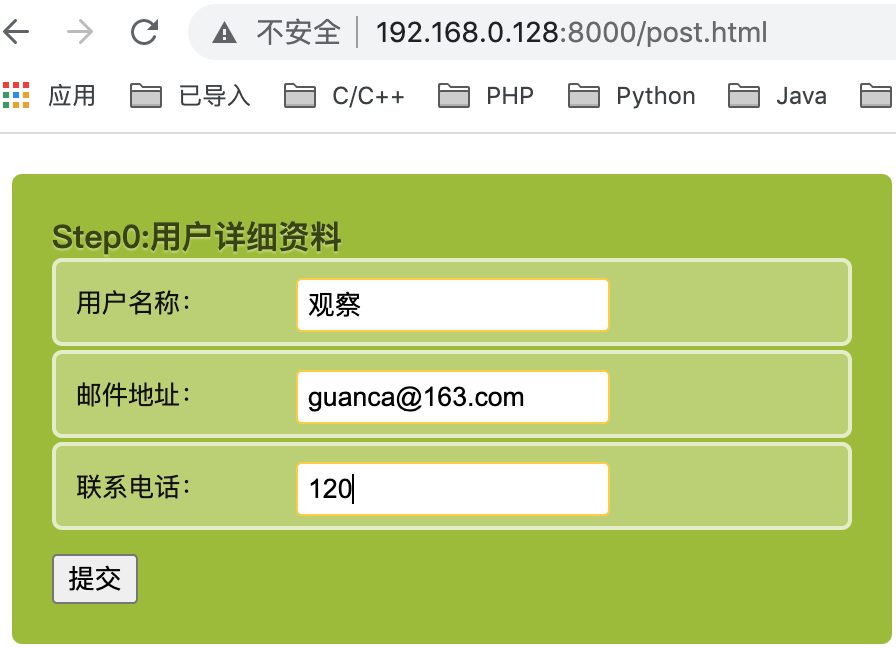 不安全 192.168.0.128:8000/post.html
应用 已导入 C/C++ PHP Python Java
Step0:用户详细资料
用户名称： 观察
邮件地址： guanca@163.com
联系电话： 120
提交